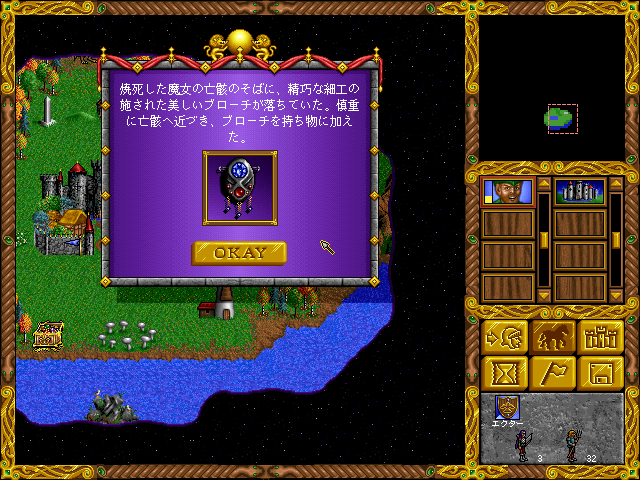 焼死した魔女の亡骸のそばに、精巧な細工の
施された美しいブローチが落ちていた。慎重
に亡骸へ近づき、ブローチを持ち物に加え
た。
OKAY
エクター
3 32